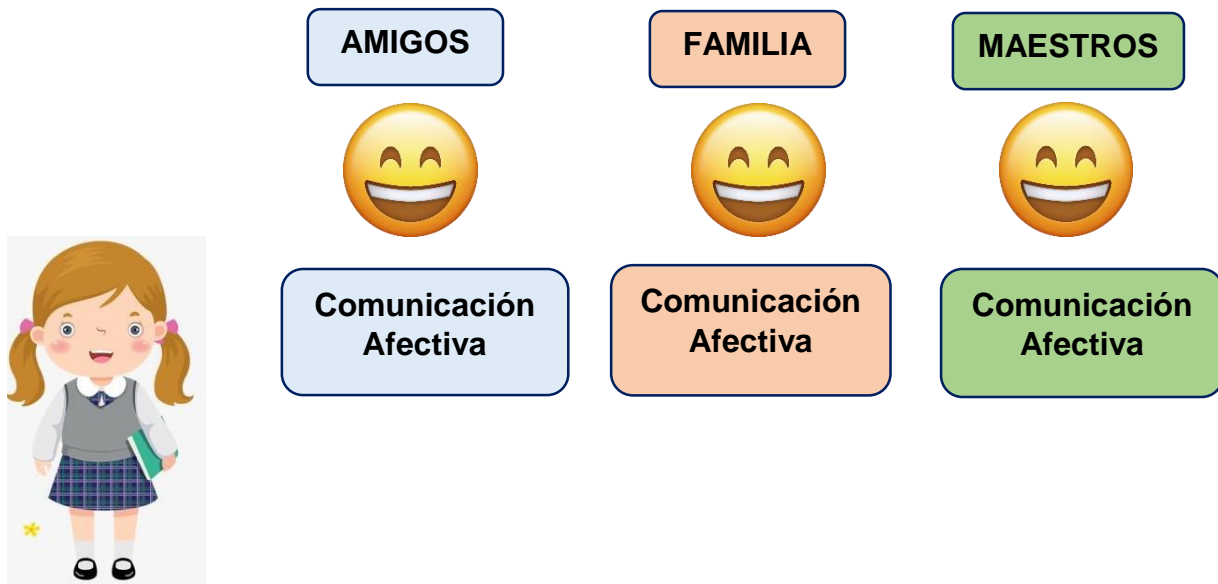 AMIGOS
FAMILIA
MAESTROS
Comunicación
Afectiva
Comunicación
Afectiva
Comunicación
Afectiva